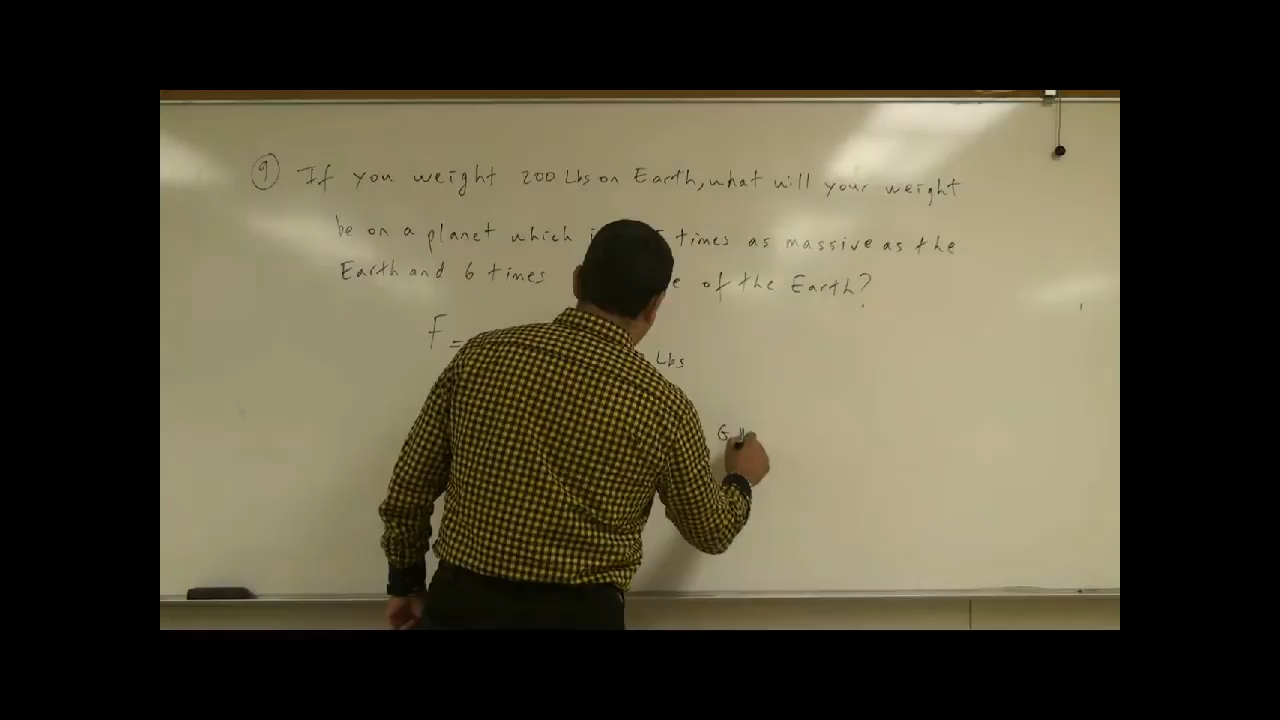 9 If you weight 200 Lbs on Earth, what will your weight
be on a planet which times as massive as the
Earth and 6 times of the Earth?
F =
Lbs
G